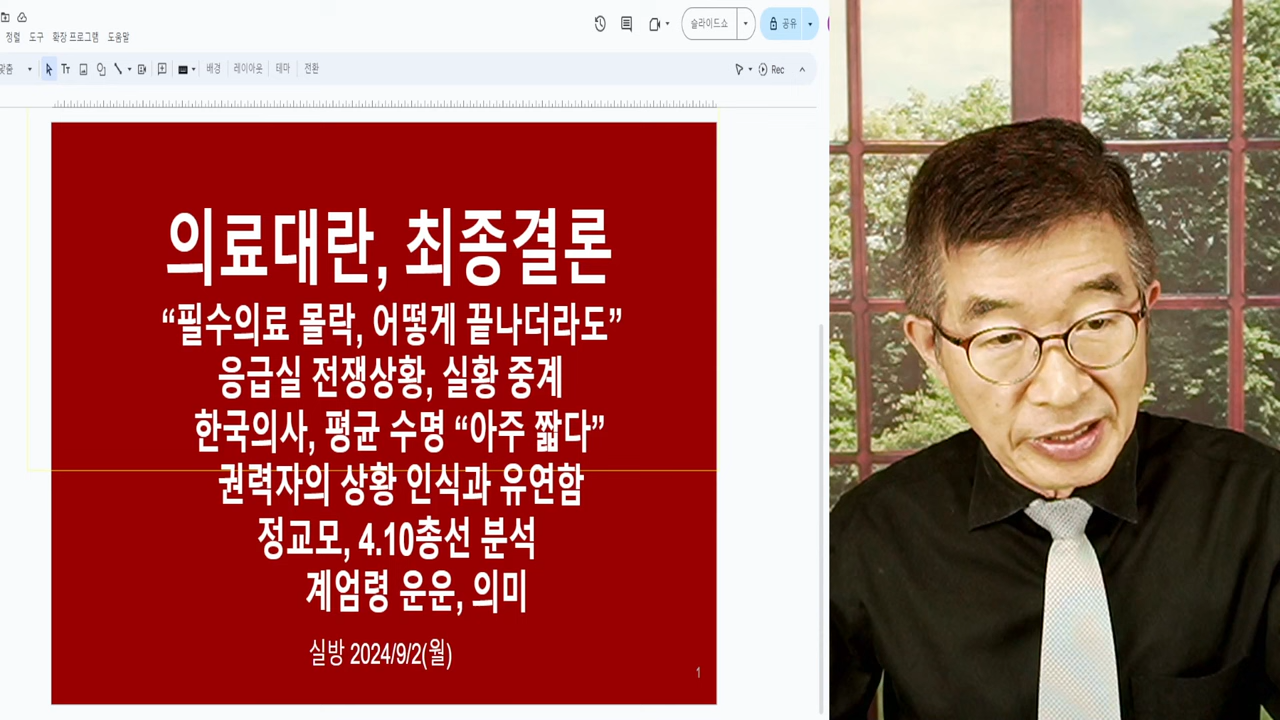 정렬 도구 확장 프로그램 도움말
슬라이드쇼
공유
맞춤
배경 레이아웃 테마 전환
Rec
의료대란, 최종결론
“필수의료 몰락, 어떻게 끝나더라도”
응급실 전쟁상황, 실황 중계
한국의사, 평균 수명 “아주 짧다”
권력자의 상황 인식과 유연함
정교모, 4.10총선 분석
계엄령 운운, 의미
실방 2024/9/2(월)
1